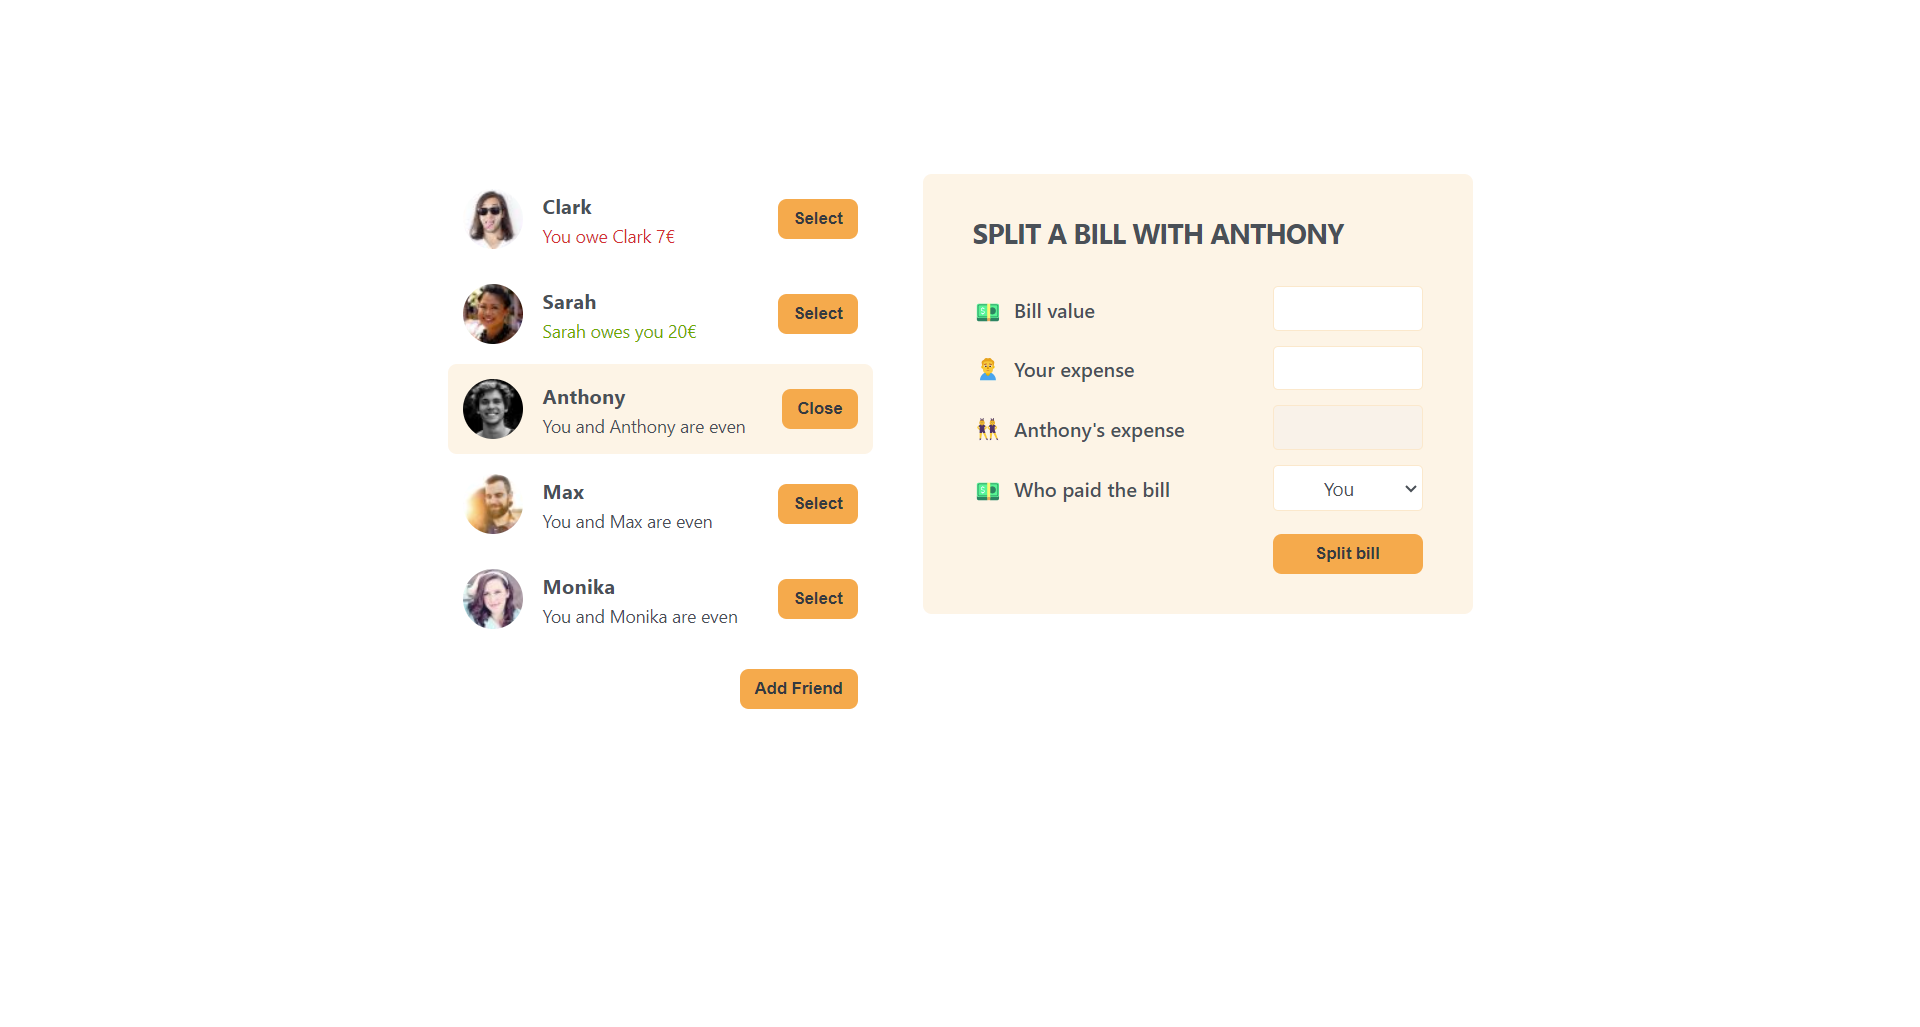 Clark
You owe Clark 7€
Select
Sarah
Sarah owes you 20€
Select
Anthony
You and Anthony are even
Close
Max
You and Max are even
Select
Monika
You and Monika are even
Select
Add Friend
SPLIT A BILL WITH ANTHONY
Bill value
Your expense
Anthony's expense
Who paid the bill
You
Split bill